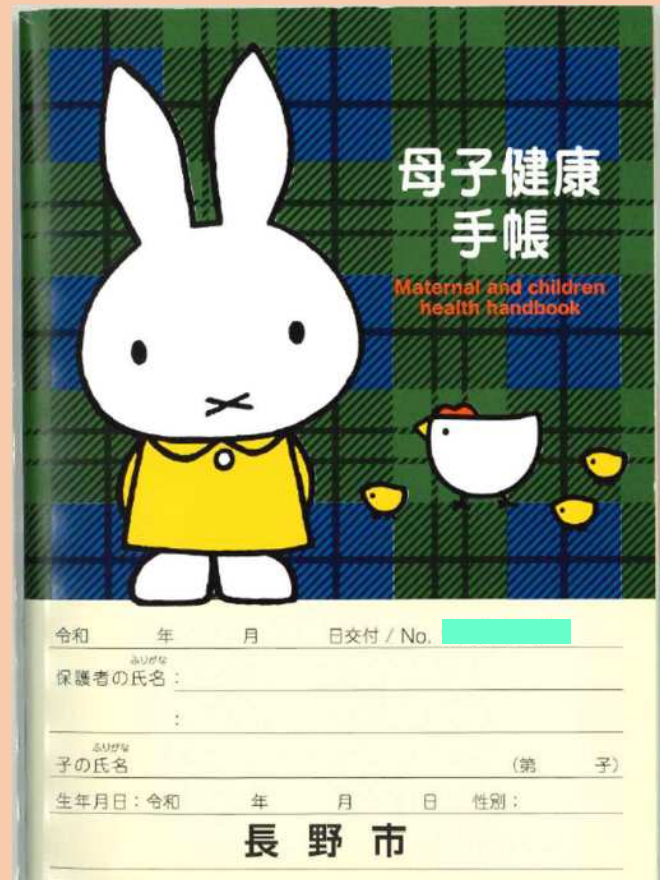 母子健康
手帳
Maternal and children
health handbook
令和 年 月 日交付 / No.
ふりがな
保護者の氏名：
：
ふりがな
子の氏名 (第 子)
生年月日：令和 年 月 日 性別：
長野市